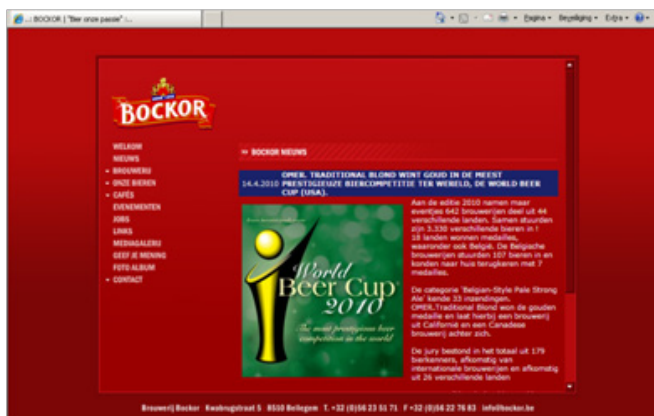 ..: BOCKOR | "Bier onze passie" :..
Pagina
Beveiliging
Extra
BOCKOR
WELKOM
NIEUWS
BROUWERIJ
ONZE BIEREN
CAFÉS
EVENEMENTEN
JOBS
LINKS
MEDIAGALERIJ
GEEF JE MENING
FOTO ALBUM
CONTACT
BOCKOR NIEUWS
14.4.2010
OMER. TRADITIONAL BLOND WINT GOUD IN DE MEEST
PRESTIGIEUZE BIERCOMPETITIE TER WERELD, DE WORLD BEER
CUP (USA).
World
Beer Cup
2010
The most prestigious beer
competition in the world
Aan de editie 2010 namen maar
eventjes 642 brouwerijen deel uit 44
verschillende landen. Samen stuurden
zijn 3.330 verschillende bieren in !
18 landen wonnen medailles,
waaronder ook België. De Belgische
brouwerijen stuurden 107 bieren in en
konden naar huis terugkeren met 7
medailles.
De categorie 'Belgian-Style Pale Strong
Ale' kende 33 inzendingen.
OMER.Traditional Blond won de gouden
medaille en laat hierbij een brouwerij
uit Californië en een Canadese
brouwerij achter zich.
De jury bestond in het totaal uit 179
bierkenners, afkomstig van
internationale brouwerijen en afkomstig
uit 26 verschillende landen
Brouwerij Bockor Kwabrugstraat 5 8510 Bellegem T. +32 (0)56 23 51 71 F +32 (0)56 22 76 83 info@bockor.be